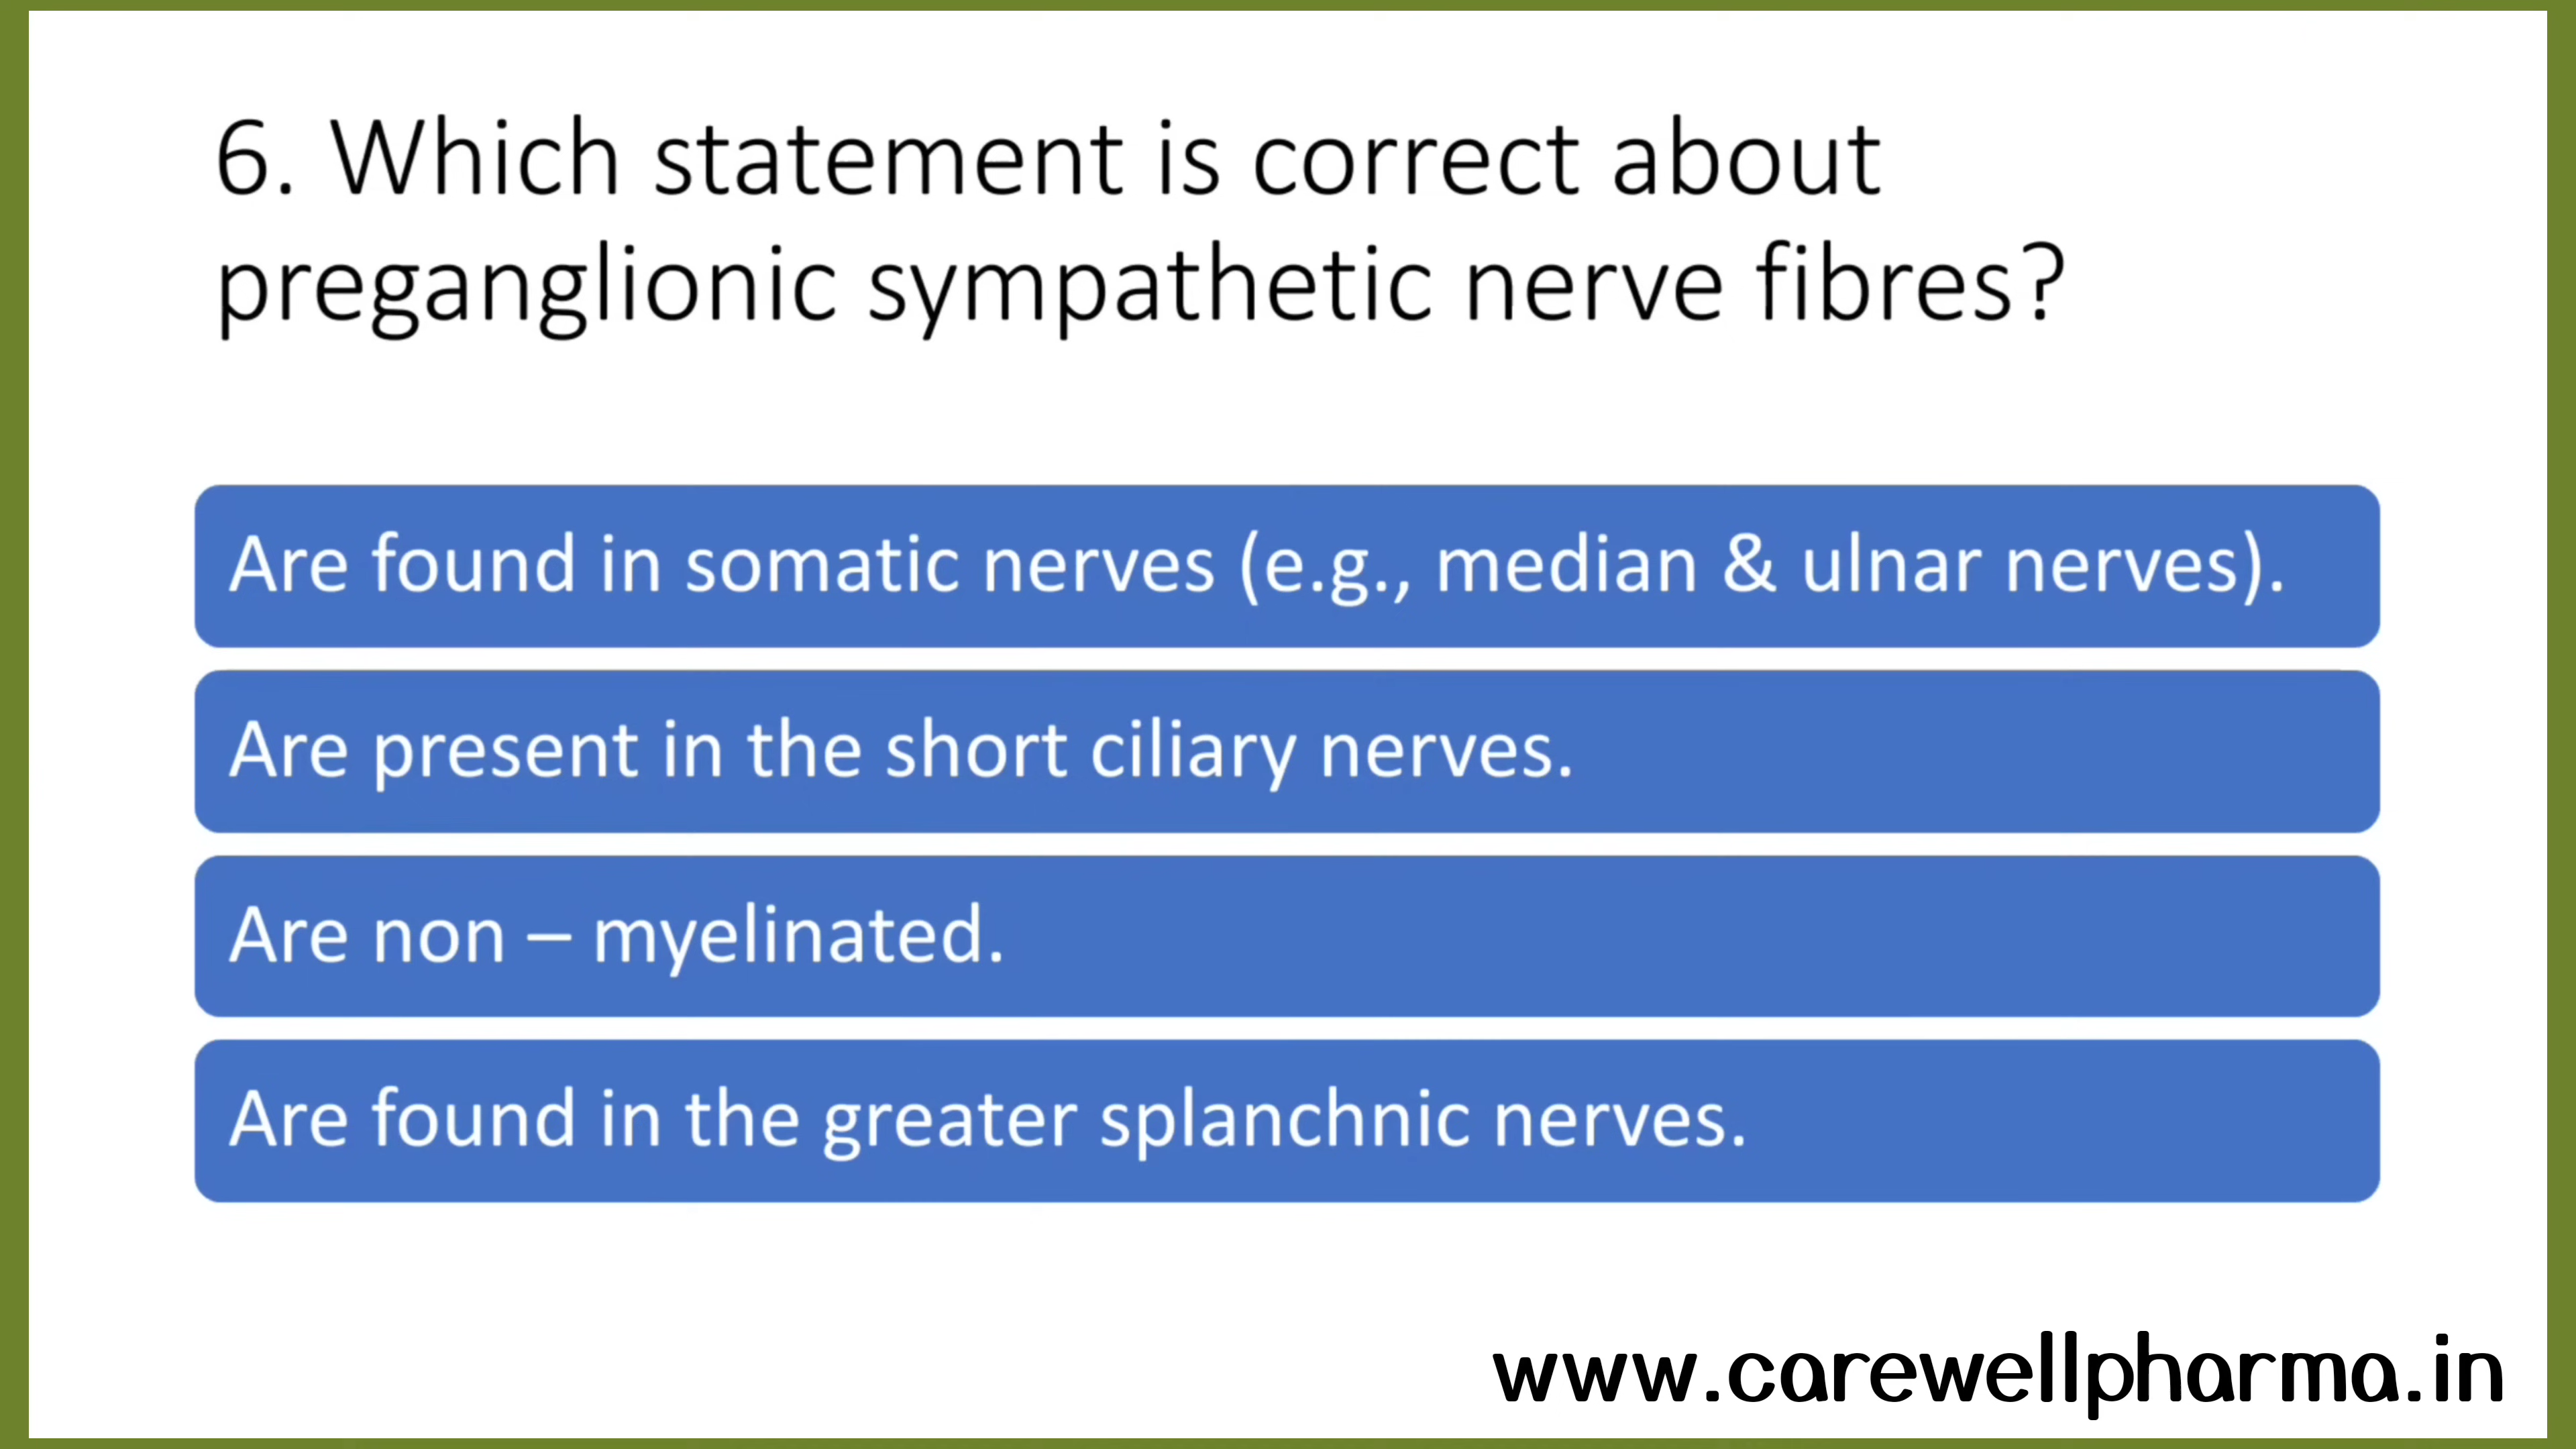 6. Which statement is correct about
preganglionic sympathetic nerve fibres?
Are found in somatic nerves (e.g., median & ulnar nerves).
Are present in the short ciliary nerves.
Are non – myelinated.
Are found in the greater splanchnic nerves.
www.carewellpharma.in